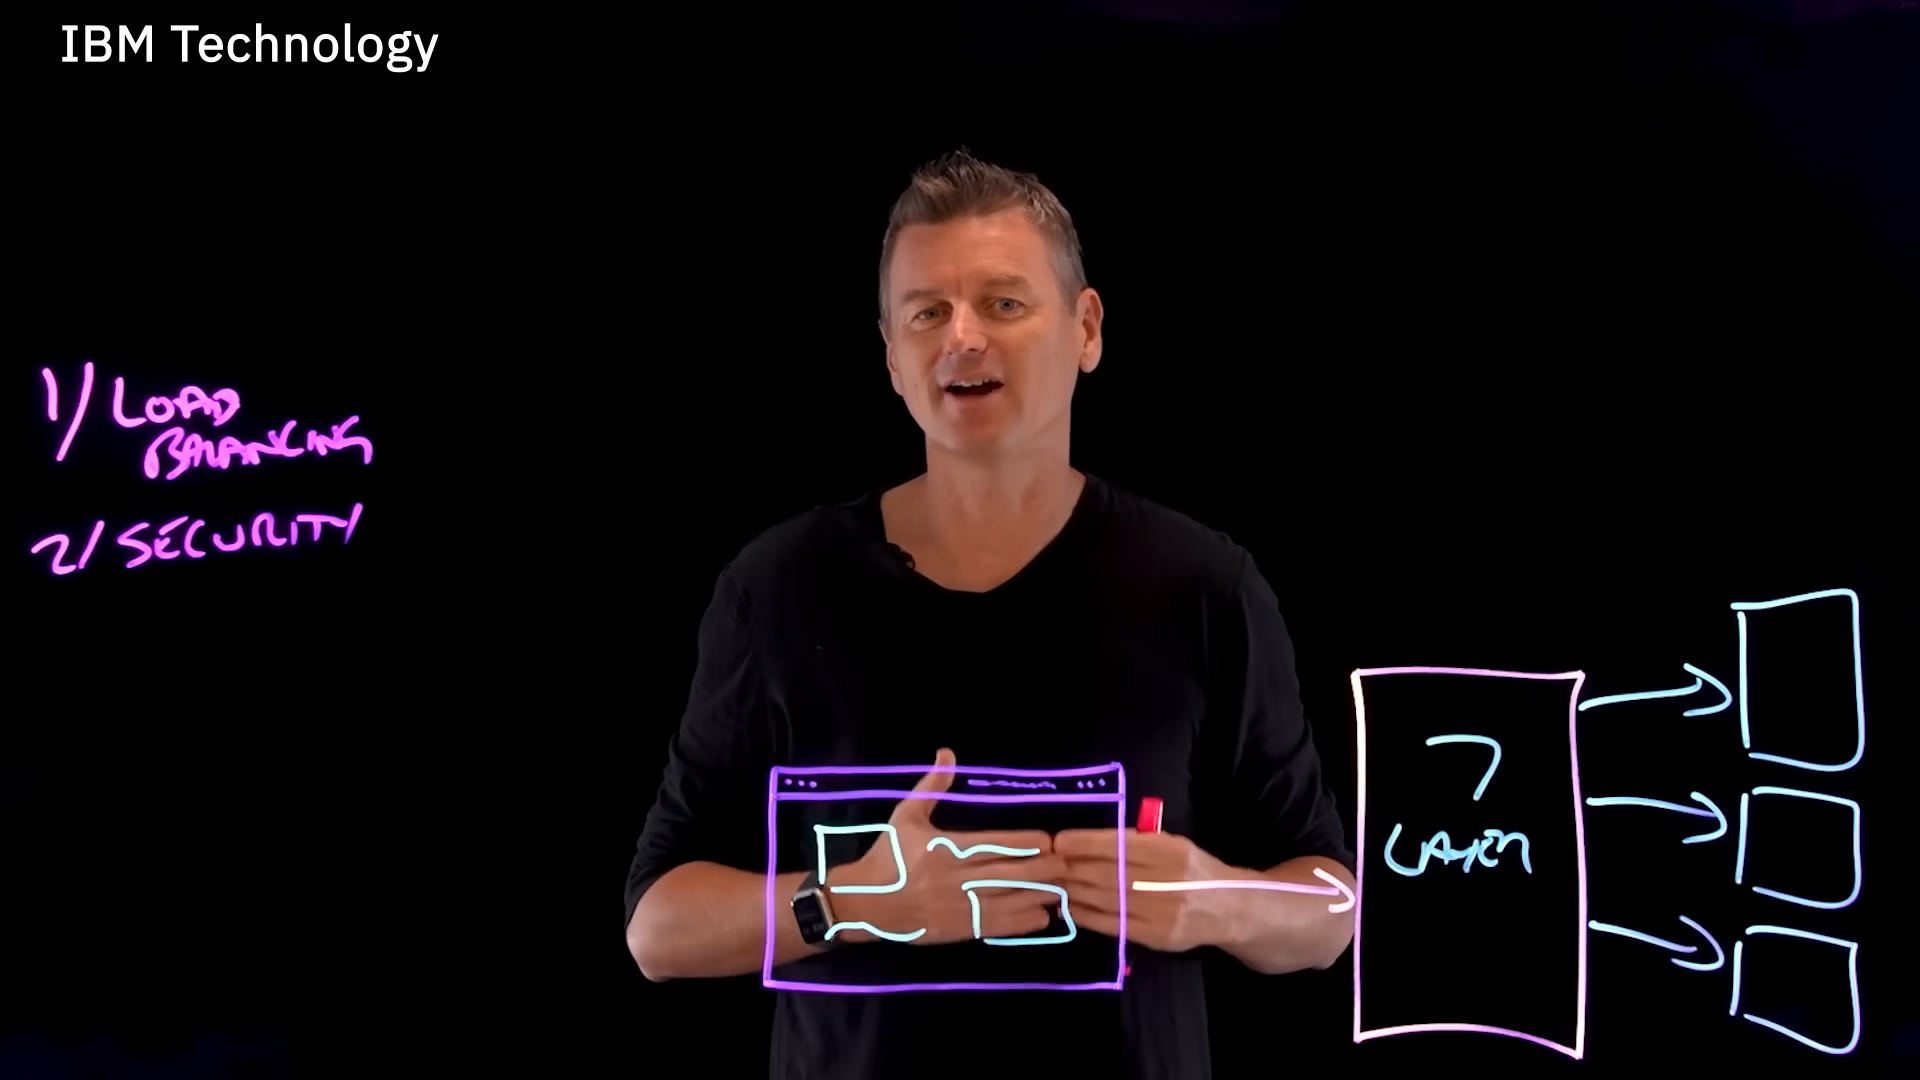 IBM Technology
1/ LOAD
BALANCING
2/ SECURITY
7
LAYER